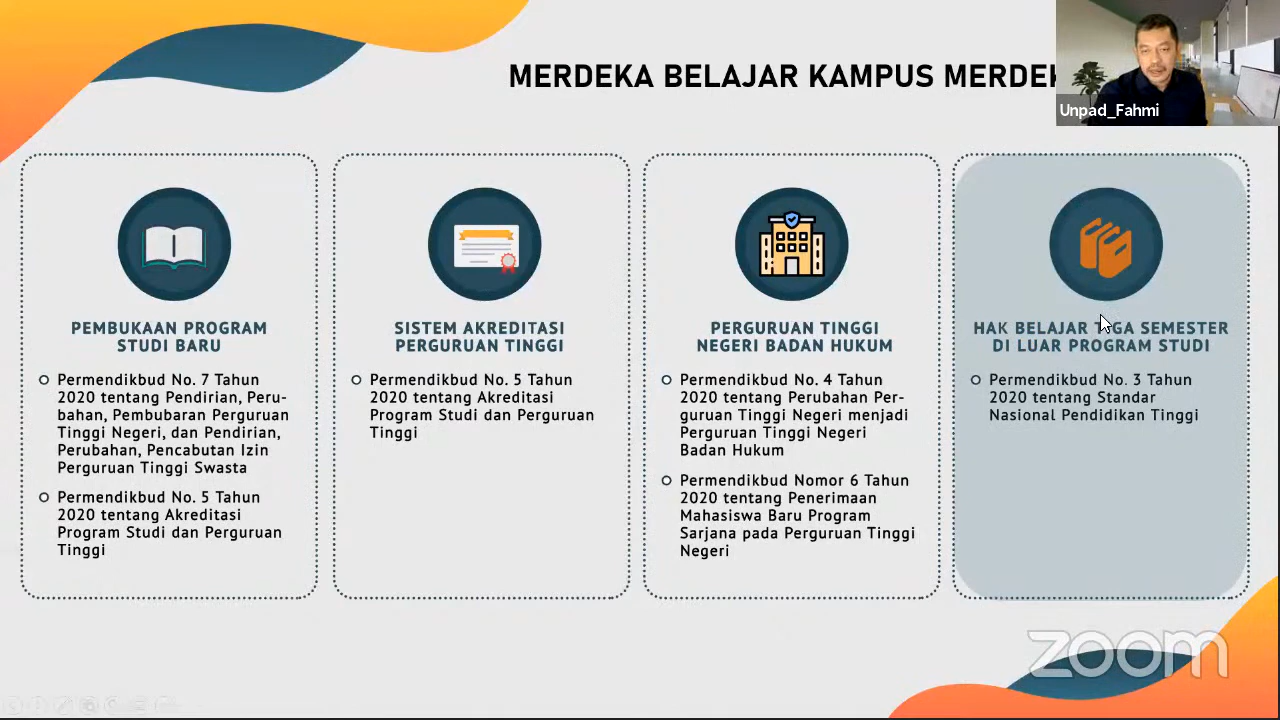 MERDEKA BELAJAR KAMPUS MERDEK
Unpad_Fahmi
PEMBUKAAN PROGRAM
STUDI BARU
Permendikbud No. 7 Tahun
2020 tentang Pendirian, Peru-
bahan, Pembubaran Perguruan
Tinggi Negeri, dan Pendirian,
Perubahan, Pencabutan Izin
Perguruan Tinggi Swasta
Permendikbud No. 5 Tahun
2020 tentang Akreditasi
Program Studi dan Perguruan
Tinggi
SISTEM AKREDITASI
PERGURUAN TINGGI
Permendikbud No. 5 Tahun
2020 tentang Akreditasi
Program Studi dan Perguruan
Tinggi
PERGURUAN TINGGI
NEGERI BADAN HUKUM
Permendikbud No. 4 Tahun
2020 tentang Perubahan Per-
guruan Tinggi Negeri menjadi
Perguruan Tinggi Negeri
Badan Hukum
Permendikbud Nomor 6 Tahun
2020 tentang Penerimaan
Mahasiswa Baru Program
Sarjana pada Perguruan Tinggi
Negeri
HAK BELAJAR TIGA SEMESTER
DI LUAR PROGRAM STUDI
Permendikbud No. 3 Tahun
2020 tentang Standar
Nasional Pendidikan Tinggi
zoom